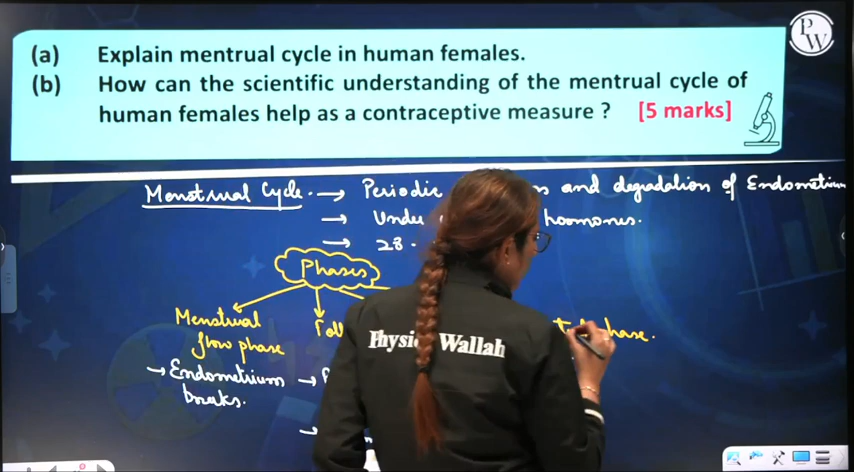 P
W
(a) Explain mentrual cycle in human females.
(b) How can the scientific understanding of the mentrual cycle of
human females help as a contraceptive measure ? [5 marks]
Menstrual Cycle. → Periodic and degradation of Endometrium
→ Unde hormones.
→ 28
Phases
Menstrual
flow phase
Foll
phase.
→ Endometrium →
breaks.
→
Physics Wallah